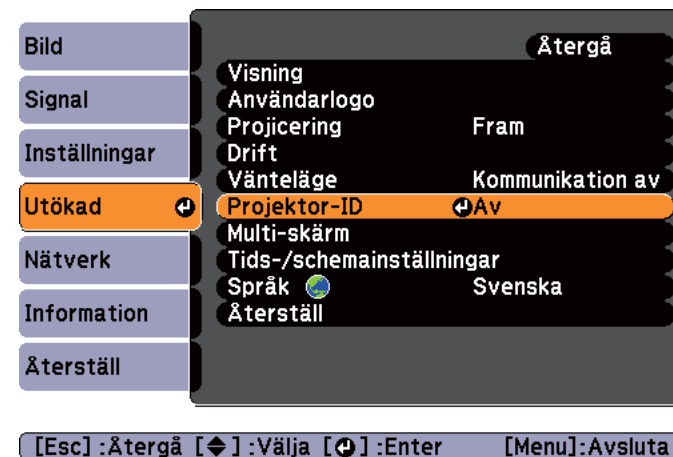 Bild
Signal
Inställningar
Utökad
Nätverk
Information
Återställ
Återgå
Visning
Användarlogo
Projicering Fram
Drift
Vänteläge Kommunikation av
Projektor-ID Av
Multi-skärm
Tids-/schemainställningar
Språk Svenska
Återställ
[Esc] :Återgå [ ] :Välja [ ] :Enter [Menu]:Avsluta